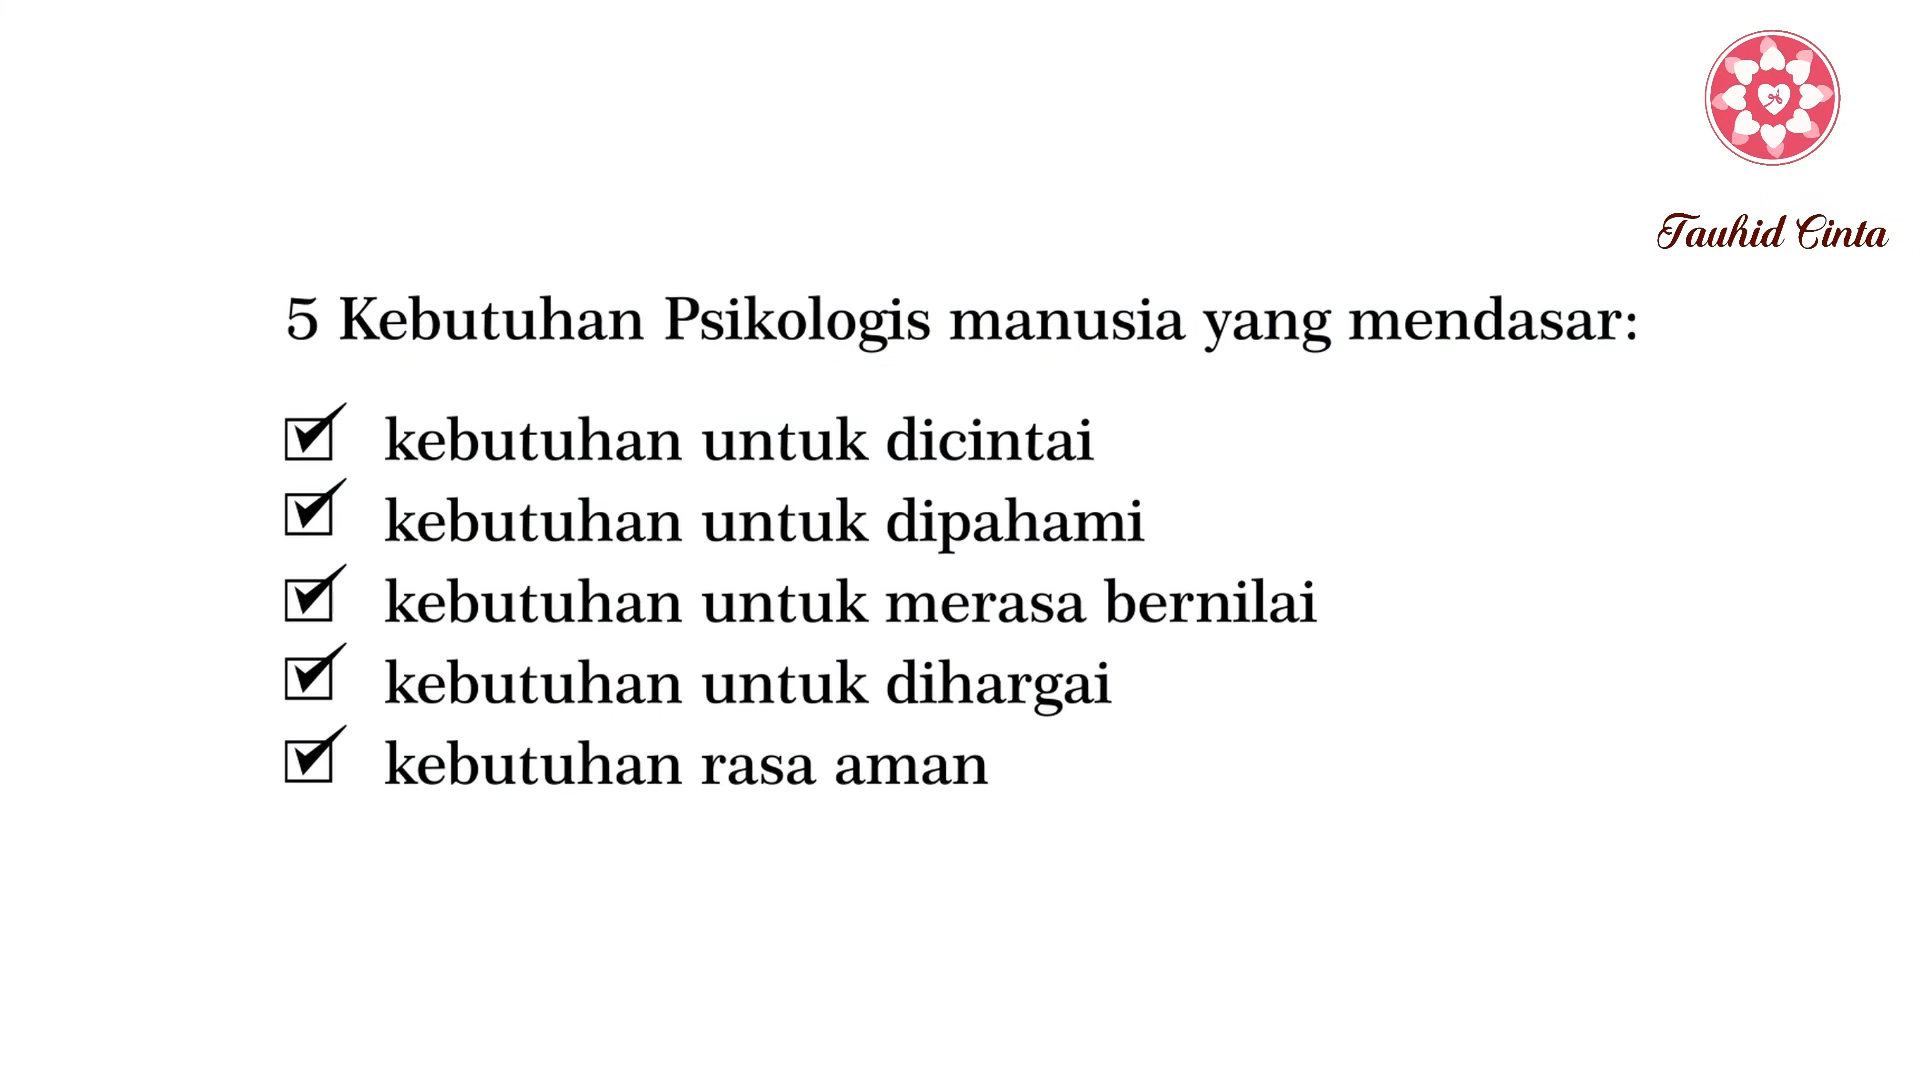 Tauhid Cinta
5 Kebutuhan Psikologis manusia yang mendasar:
kebutuhan untuk dicintai
kebutuhan untuk dipahami
kebutuhan untuk merasa bernilai
kebutuhan untuk dihargai
kebutuhan rasa aman